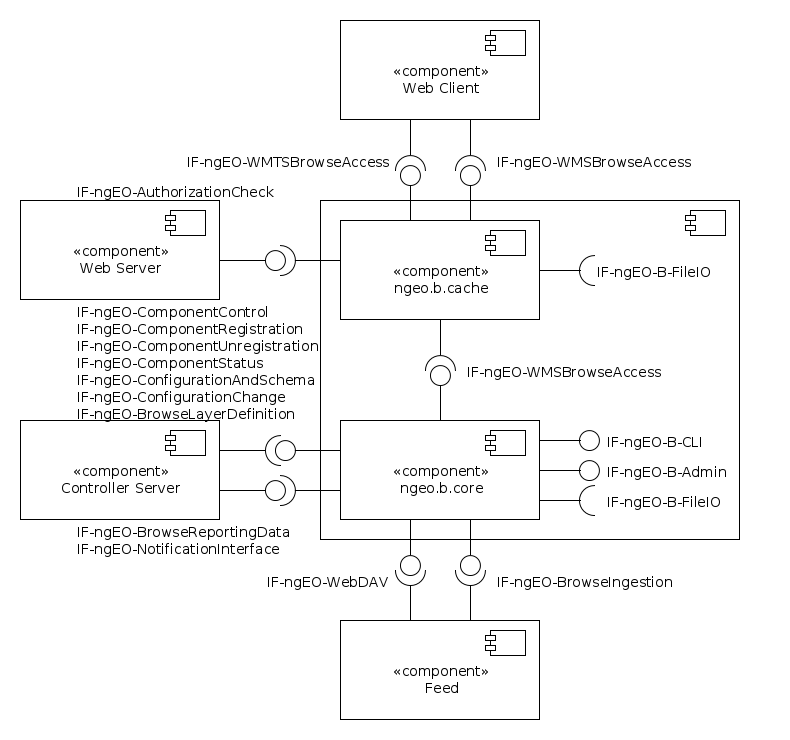 «component»
Web Client
IF-ngEO-WMTSBrowseAccess
IF-ngEO-WMSBrowseAccess
IF-ngEO-AuthorizationCheck
«component»
Web Server
«component»
ngeo.b.cache
IF-ngEO-B-FileIO
IF-ngEO-ComponentControl
IF-ngEO-ComponentRegistration
IF-ngEO-ComponentUnregistration
IF-ngEO-ComponentStatus
IF-ngEO-ConfigurationAndSchema
IF-ngEO-ConfigurationChange
IF-ngEO-BrowseLayerDefinition
IF-ngEO-WMSBrowseAccess
«component»
Controller Server
«component»
ngeo.b.core
IF-ngEO-B-CLI
IF-ngEO-B-Admin
IF-ngEO-B-FileIO
IF-ngEO-BrowseReportingData
IF-ngEO-NotificationInterface
IF-ngEO-WebDAV
IF-ngEO-BrowseIngestion
«component»
Feed